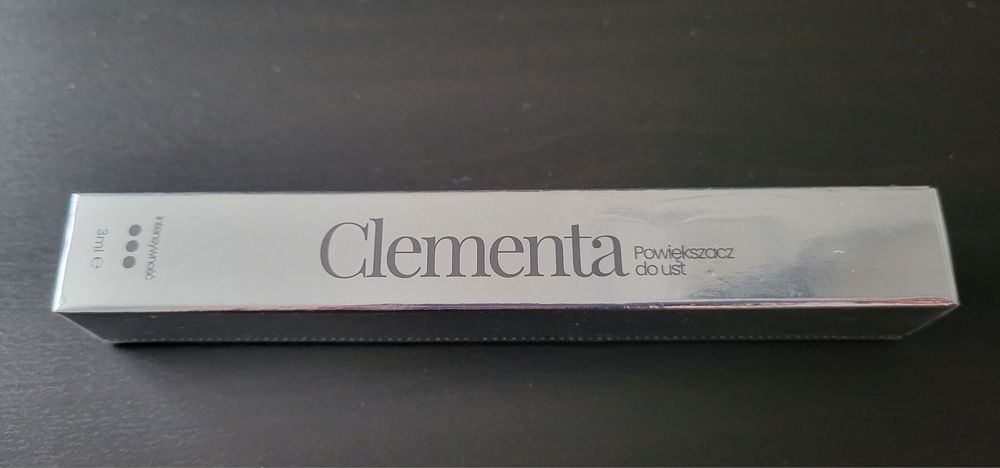 Clementa
Powiększacz
do ust
Intensywność
3ml e